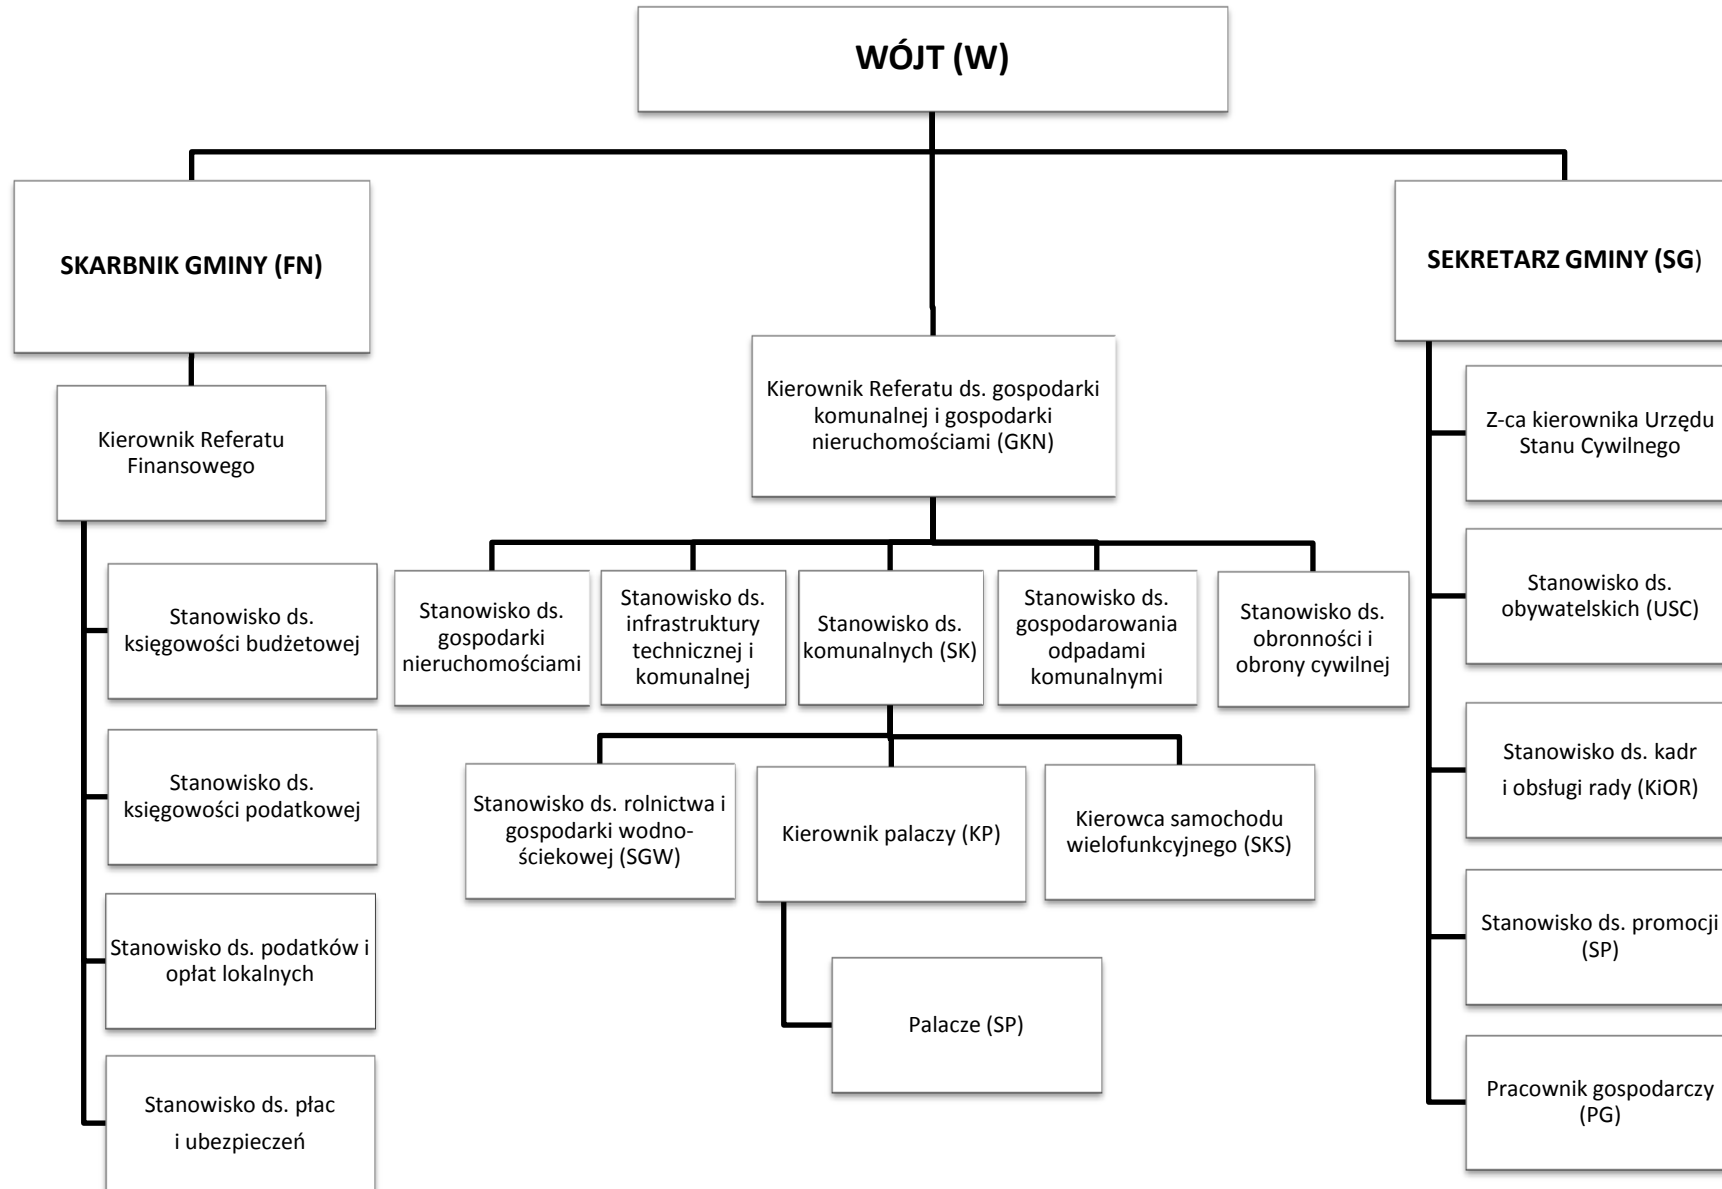 WÓJT (W)
SKARBNIK GMINY (FN)
SEKRETARZ GMINY (SG)
Kierownik Referatu
Finansowego
Kierownik Referatu ds. gospodarki
komunalnej i gospodarki
nieruchomościami (GKN)
Z-ca kierownika Urzędu
Stanu Cywilnego
Stanowisko ds.
księgowości budżetowej
Stanowisko ds.
gospodarki
nieruchomościami
Stanowisko ds.
infrastruktury
technicznej i
komunalnej
Stanowisko ds.
komunalnych (SK)
Stanowisko ds.
gospodarowania
odpadami
komunalnymi
Stanowisko ds.
obronności i
obrony cywilnej
Stanowisko ds.
obywatelskich (USC)
Stanowisko ds.
księgowości podatkowej
Stanowisko ds. rolnictwa i
gospodarki wodno-
ściekowej (SGW)
Kierownik palaczy (KP)
Kierowca samochodu
wielofunkcyjnego (SKS)
Stanowisko ds. kadr
i obsługi rady (KiOR)
Stanowisko ds. podatków i
opłat lokalnych
Palacze (SP)
Stanowisko ds. promocji
(SP)
Stanowisko ds. płac
i ubezpieczeń
Pracownik gospodarczy
(PG)